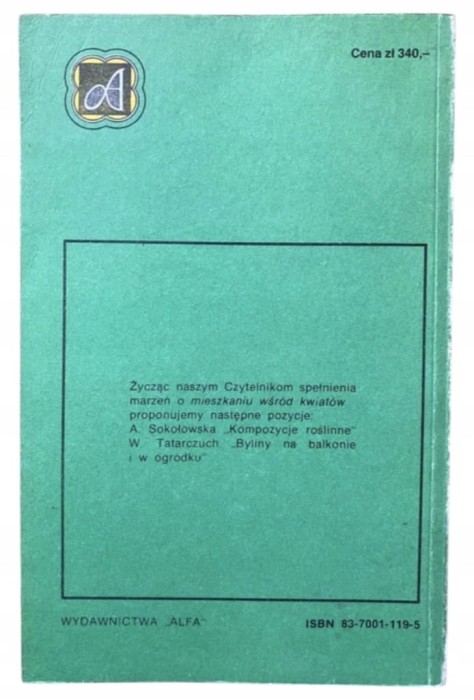 A
Cena zł 340,–
Życząc naszym Czytelnikom spełnienia
marzeń o mieszkaniu wśród kwiatów
proponujemy następne pozycje:
A. Sokołowska „Kompozycje roślinne”
W. Tatarczuch „Byliny na balkonie
i w ogródku”
WYDAWNICTWA „ALFA”
ISBN 83-7001-119-5